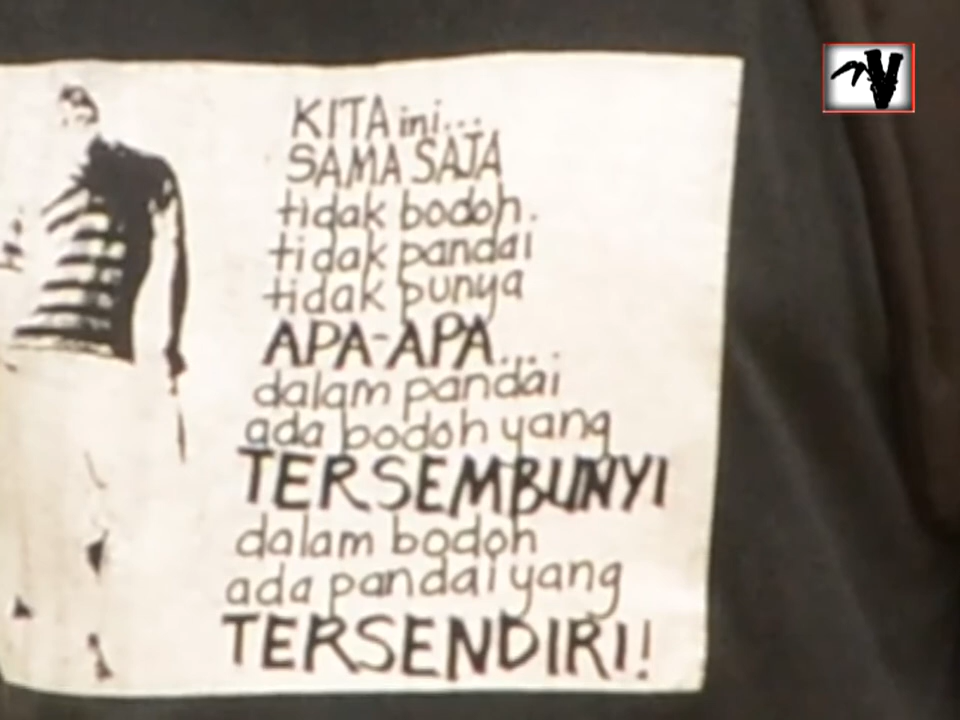 KITA ini...
SAMA SAJA
tidak bodoh.
tidak pandai
tidak punya
APA-APA...
dalam pandai
ada bodoh yang
TERSEMBUNYI
dalam bodoh
ada pandai yang
TERSENDIRI!